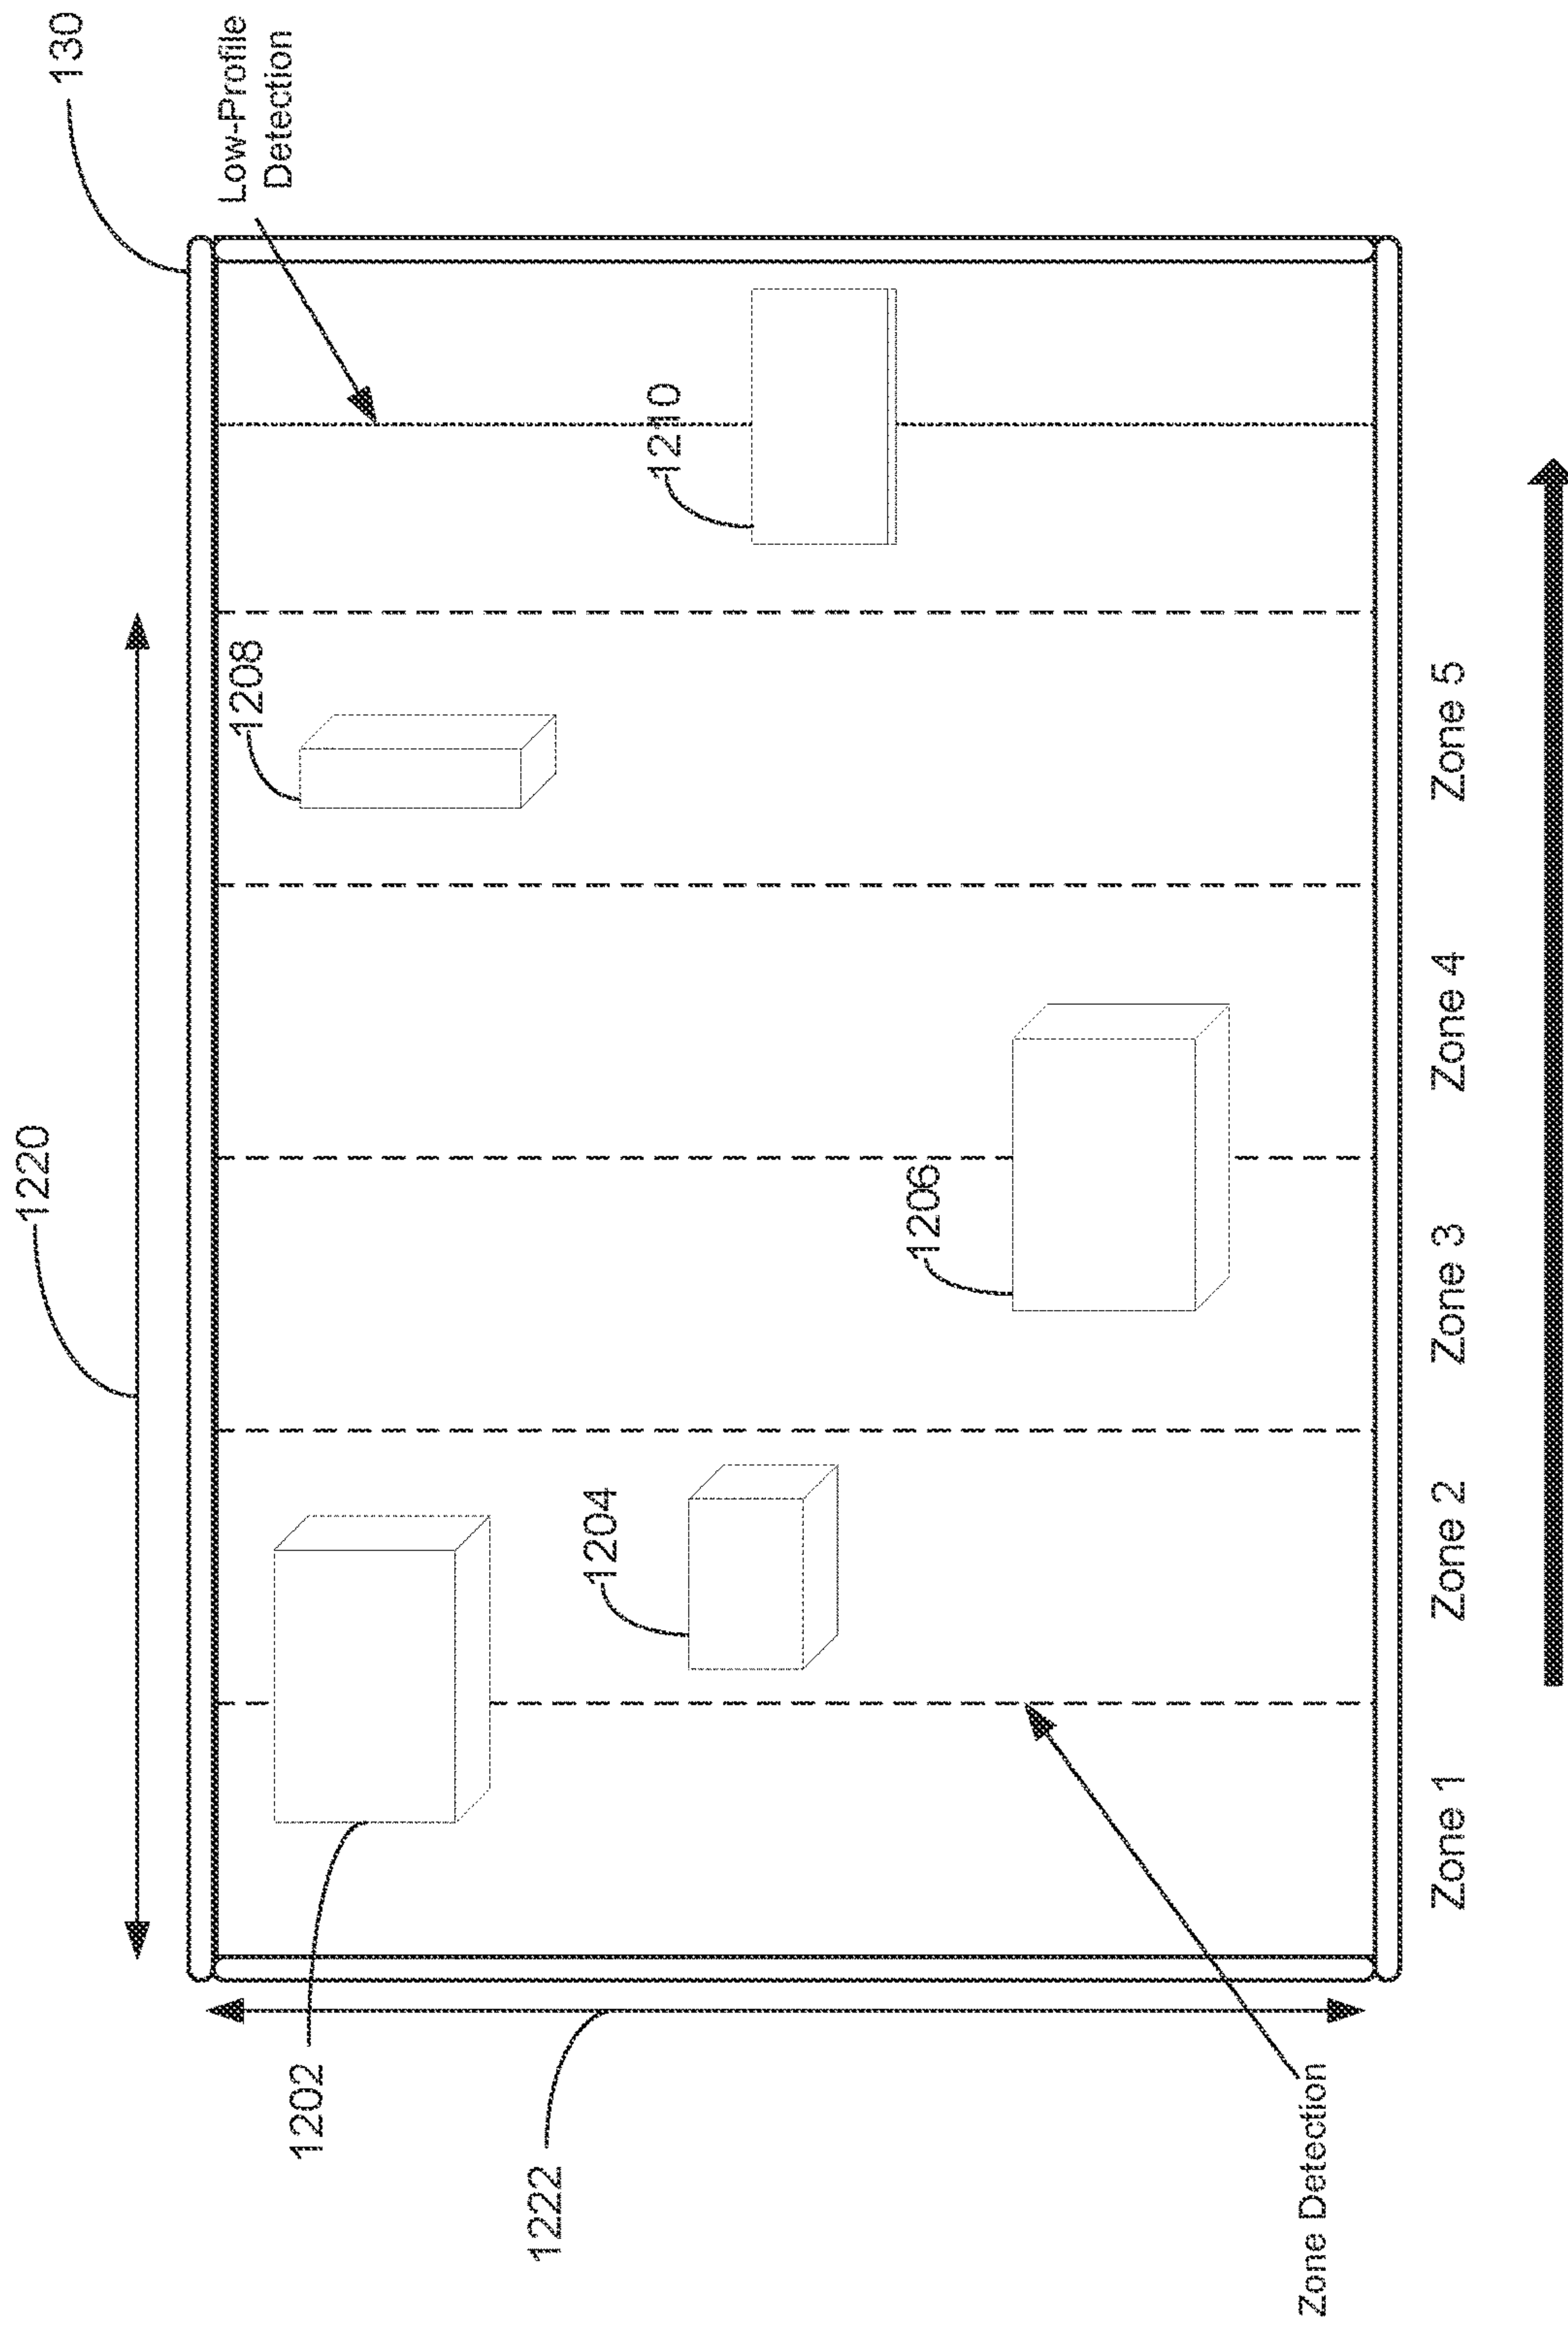 130
1220
Low-Profile
Detection
1208
1210
1202
1204
1206
1222
Zone Detection
Zone 1
Zone 2
Zone 3
Zone 4
Zone 5